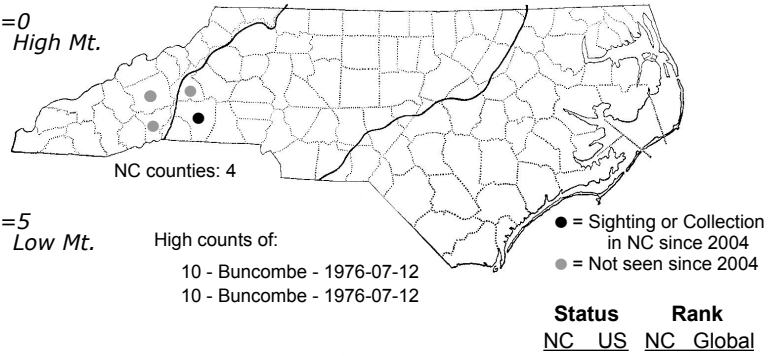 =0
High Mt.
NC counties: 4
=5
Low Mt.
High counts of:
10 - Buncombe - 1976-07-12
10 - Buncombe - 1976-07-12
= Sighting or Collection
in NC since 2004
= Not seen since 2004
Status Rank
NC US NC Global